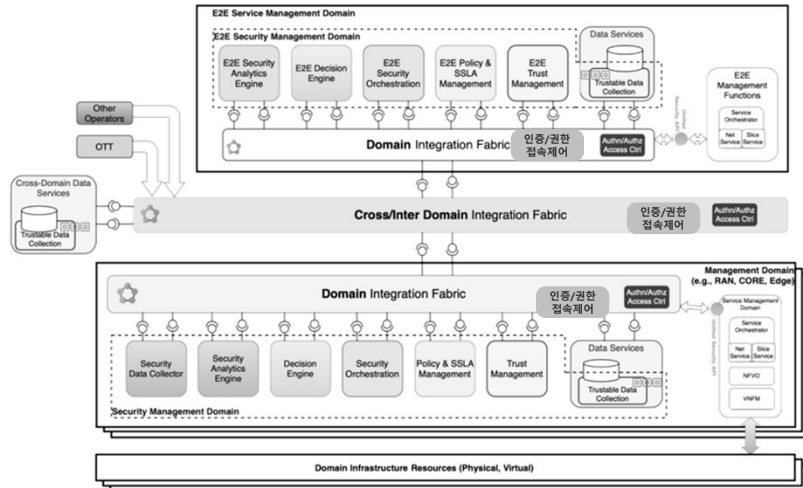 E2E Service Management Domain
E2E Security Management Domain
E2E Security
Analytics
Engine
E2E Decision
Engine
E2E
Security
Orchestration
E2E Policy &
SSLA
Management
E2E
Trust
Management
Data Services
Trustable Data
Collection
E2E
Management
Functions
Service
Orchestrator
Net
Service
Slice
Service
Unified
Security API
Domain Integration Fabric
인증/권한
접속제어
Authn/Authz
Access Ctrl
Other
Operators
OTT
Cross-Domain Data
Services
Trustable Data
Collection
Cross/Inter Domain Integration Fabric
인증/권한
접속제어
Authn/Authz
Access Ctrl
Management Domain
(e.g., RAN, CORE, Edge)
Domain Integration Fabric
인증/권한
접속제어
Authn/Authz
Access Ctrl
Service Management
Domain
Service
Orchestrator
Net
Service
Slice
Service
NFVO
VNFM
Unified Security API
Security
Data Collector
Security
Analytics
Engine
Decision
Engine
Security
Orchestration
Policy & SSLA
Management
Trust
Management
Data Services
Trustable Data
Collection
Security Management Domain
Domain Infrastructure Resources (Physical, Virtual)